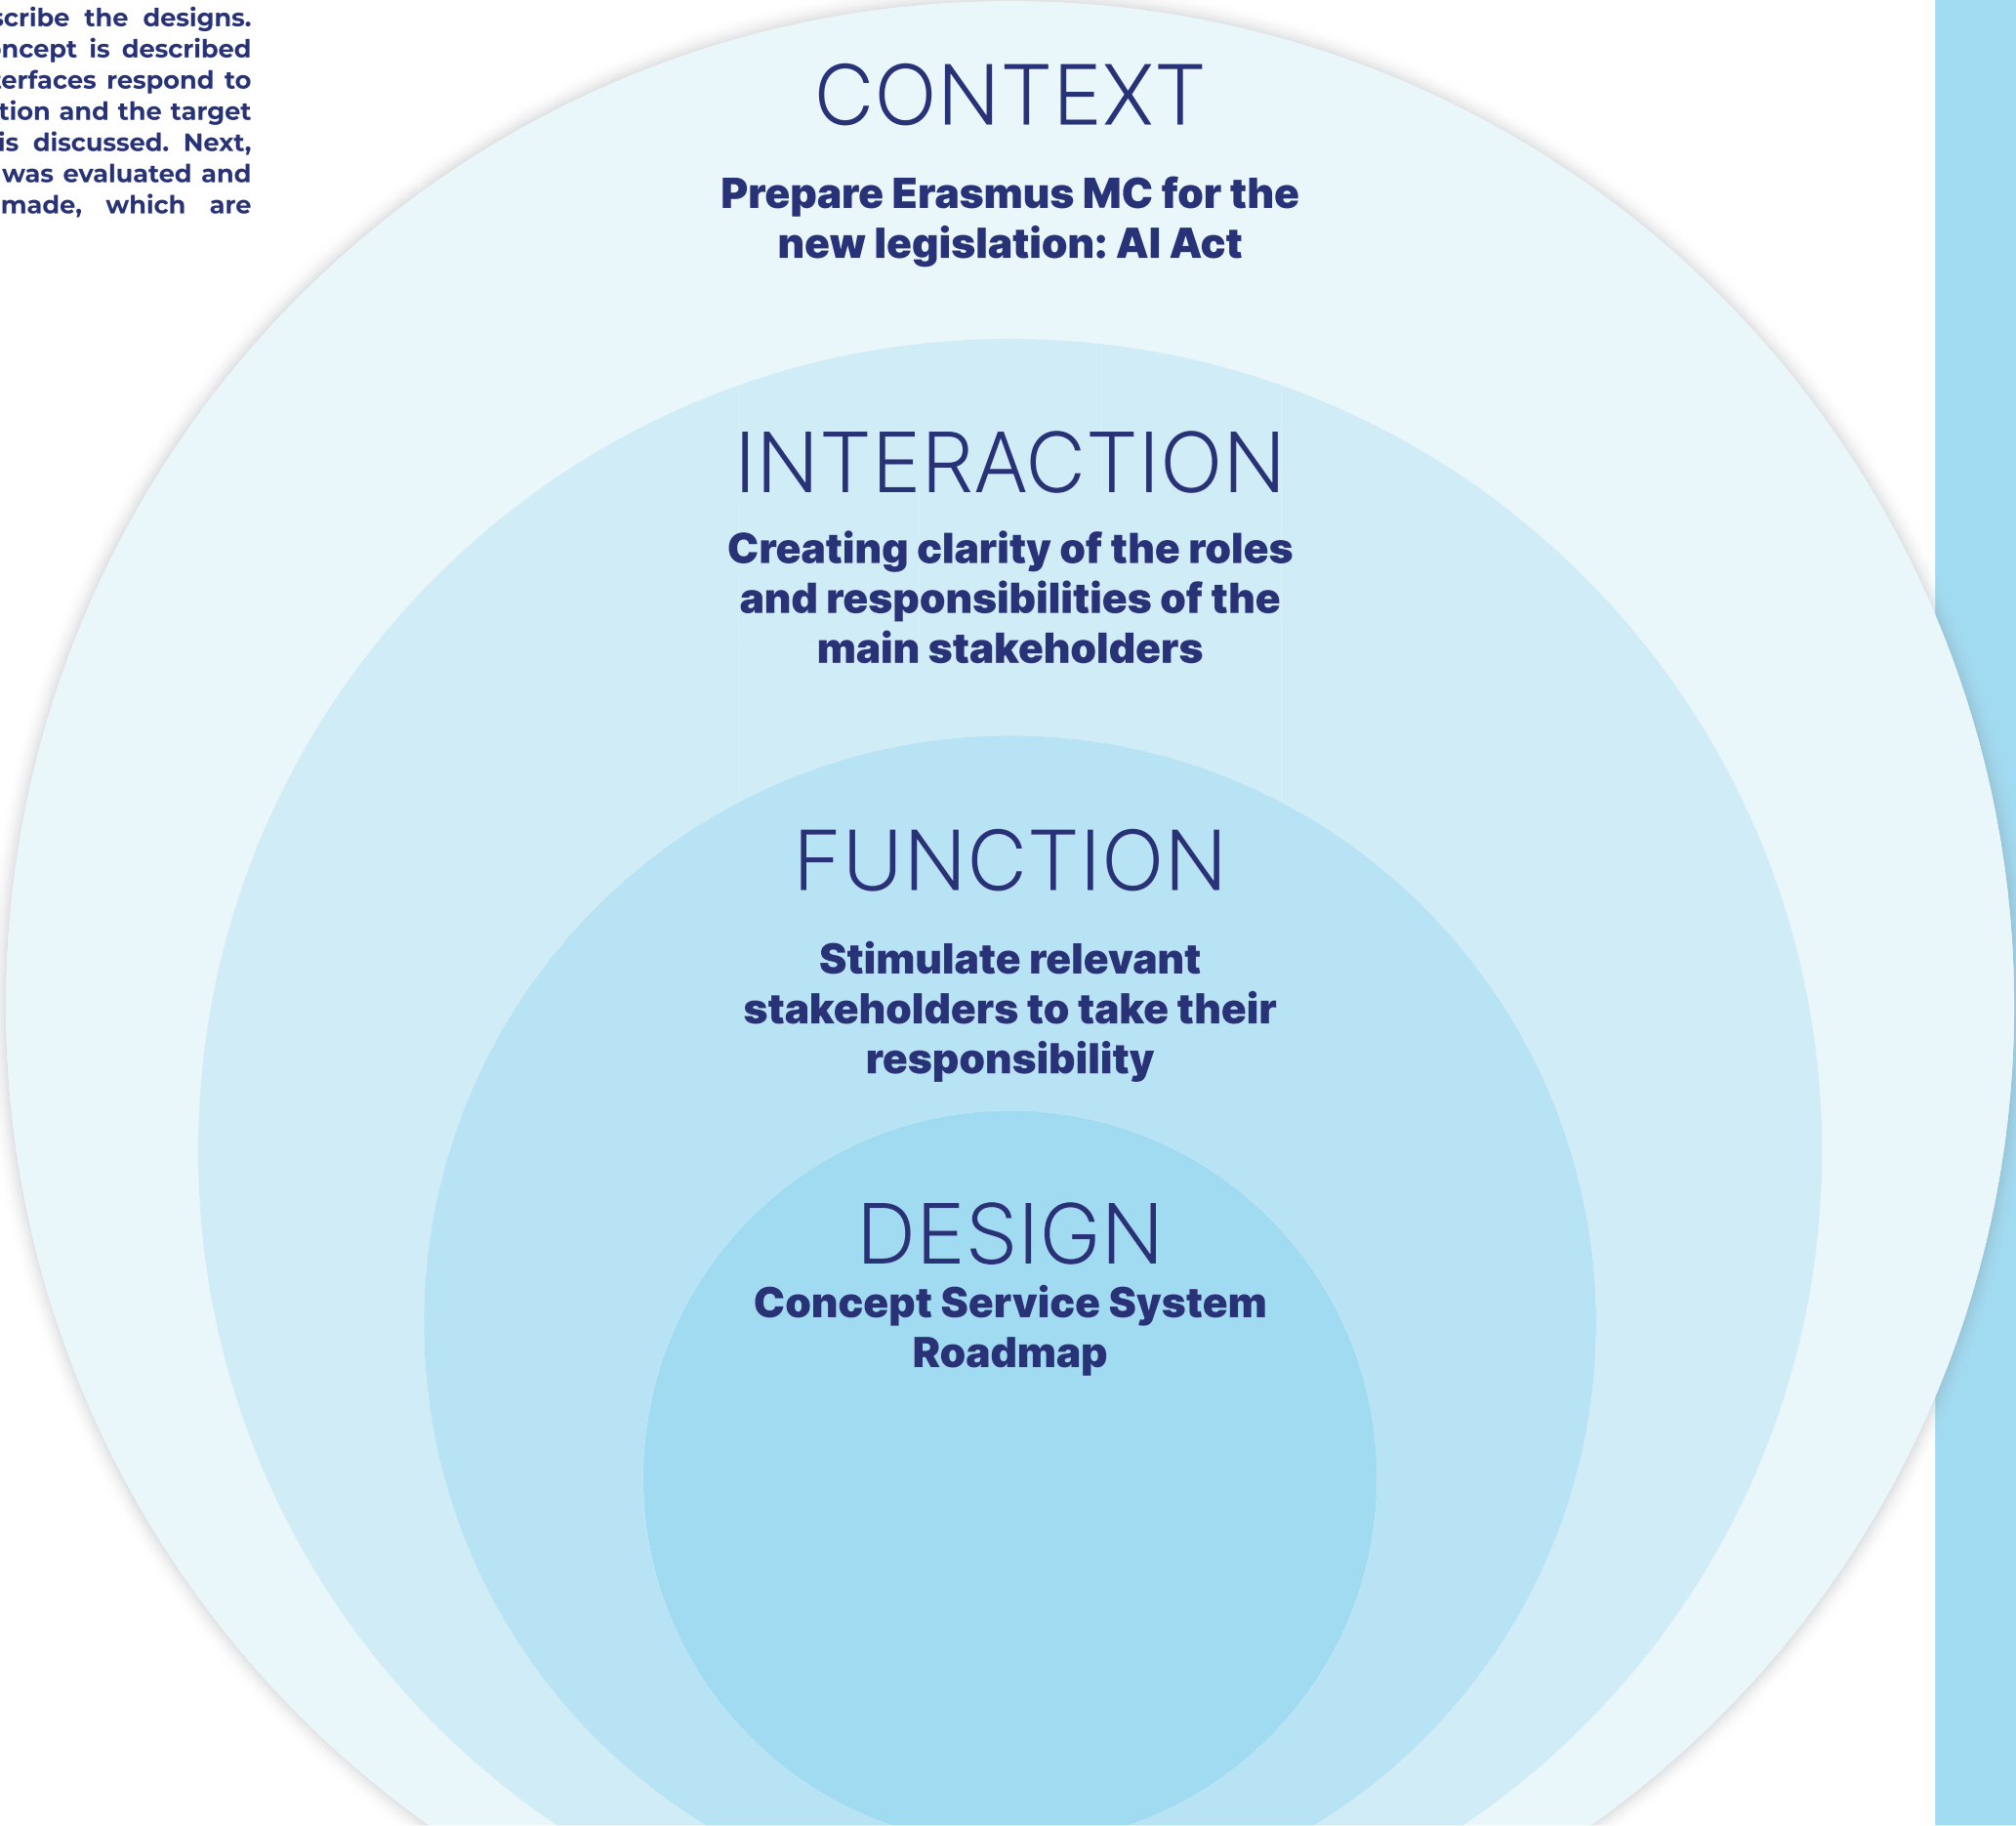 scribe the designs.
oncept is described
terfaces respond to
tion and the target
is discussed. Next,
was evaluated and
made, which are
CONTEXT
Prepare Erasmus MC for the
new legislation: AI Act
INTERACTION
Creating clarity of the roles
and responsibilities of the
main stakeholders
FUNCTION
Stimulate relevant
stakeholders to take their
responsibility
DESIGN
Concept Service System
Roadmap